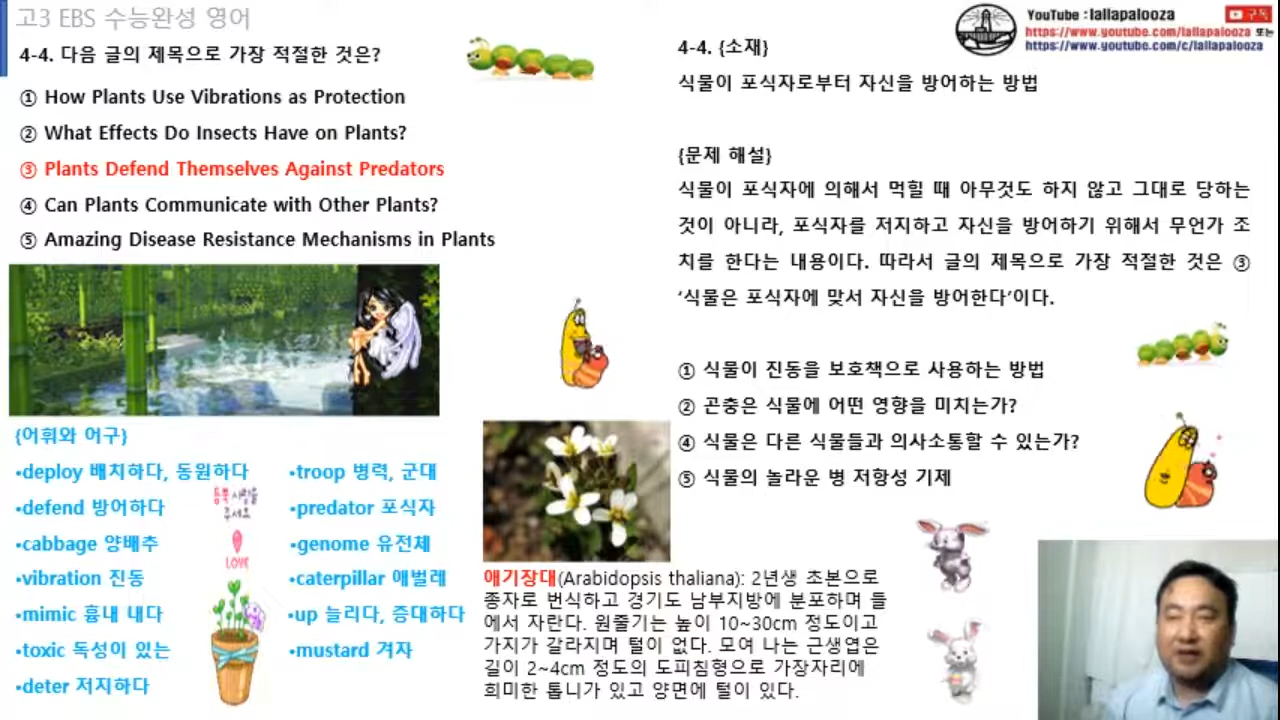 고3 EBS 수능완성 영어
4-4. 다음 글의 제목으로 가장 적절한 것은?
① How Plants Use Vibrations as Protection
② What Effects Do Insects Have on Plants?
③ Plants Defend Themselves Against Predators
④ Can Plants Communicate with Other Plants?
⑤ Amazing Disease Resistance Mechanisms in Plants
{어휘와 어구}
•deploy 배치하다, 동원하다
•troop 병력, 군대
•defend 방어하다
•predator 포식자
•cabbage 양배추
•genome 유전체
•vibration 진동
•caterpillar 애벌레
•mimic 흉내 내다
•up 늘리다, 증대하다
•toxic 독성이 있는
•mustard 겨자
•deter 저지하다
듬뿍 사랑을
주세요
LOVE
애기장대(Arabidopsis thaliana): 2년생 초본으로
종자로 번식하고 경기도 남부지방에 분포하며 들
에서 자란다. 원줄기는 높이 10~30cm 정도이고
가지가 갈라지며 털이 없다. 모여 나는 근생엽은
길이 2~4cm 정도의 도피침형으로 가장자리에
희미한 톱니가 있고 양면에 털이 있다.
4-4. {소재}
식물이 포식자로부터 자신을 방어하는 방법
{문제 해설}
식물이 포식자에 의해서 먹힐 때 아무것도 하지 않고 그대로 당하는
것이 아니라, 포식자를 저지하고 자신을 방어하기 위해서 무언가 조
치를 한다는 내용이다. 따라서 글의 제목으로 가장 적절한 것은 ③
‘식물은 포식자에 맞서 자신을 방어한다’이다.
① 식물이 진동을 보호책으로 사용하는 방법
② 곤충은 식물에 어떤 영향을 미치는가?
④ 식물은 다른 식물들과 의사소통할 수 있는가?
⑤ 식물의 놀라운 병 저항성 기제
YouTube : lallapalooza
구독
https://www.youtube.com/lallapalooza 또는
https://www.youtube.com/c/lallapalooza